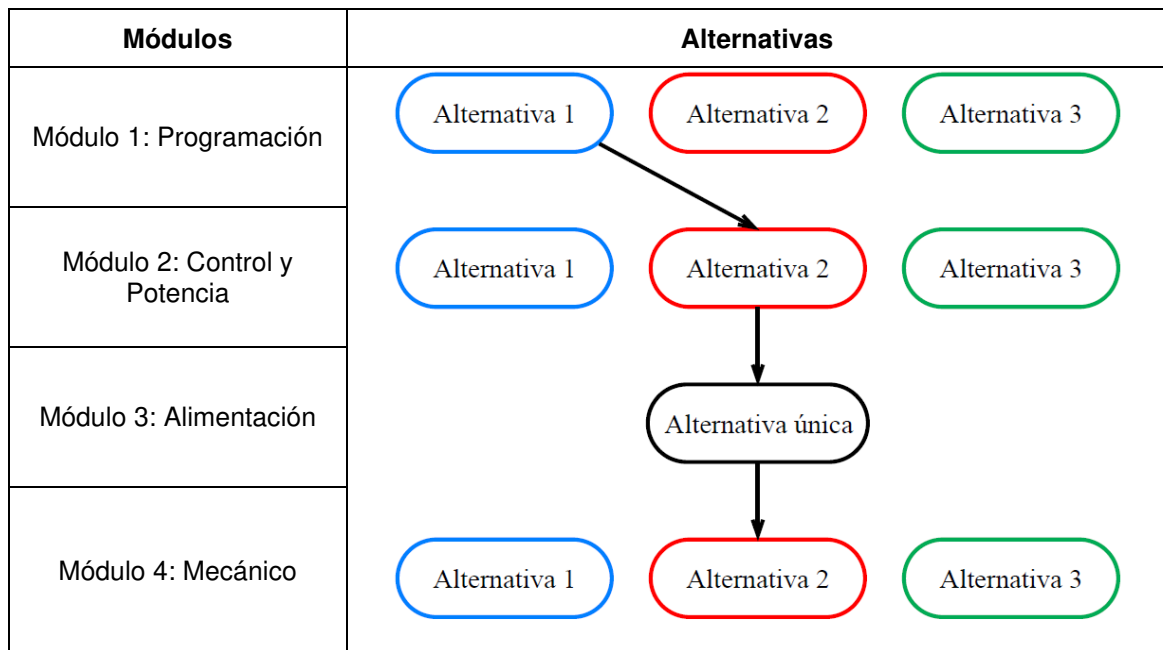 Módulos
Alternativas
Módulo 1: Programación
Alternativa 1
Alternativa 2
Alternativa 3
Módulo 2: Control y
Potencia
Alternativa 1
Alternativa 2
Alternativa 3
Módulo 3: Alimentación
Alternativa única
Módulo 4: Mecánico
Alternativa 1
Alternativa 2
Alternativa 3